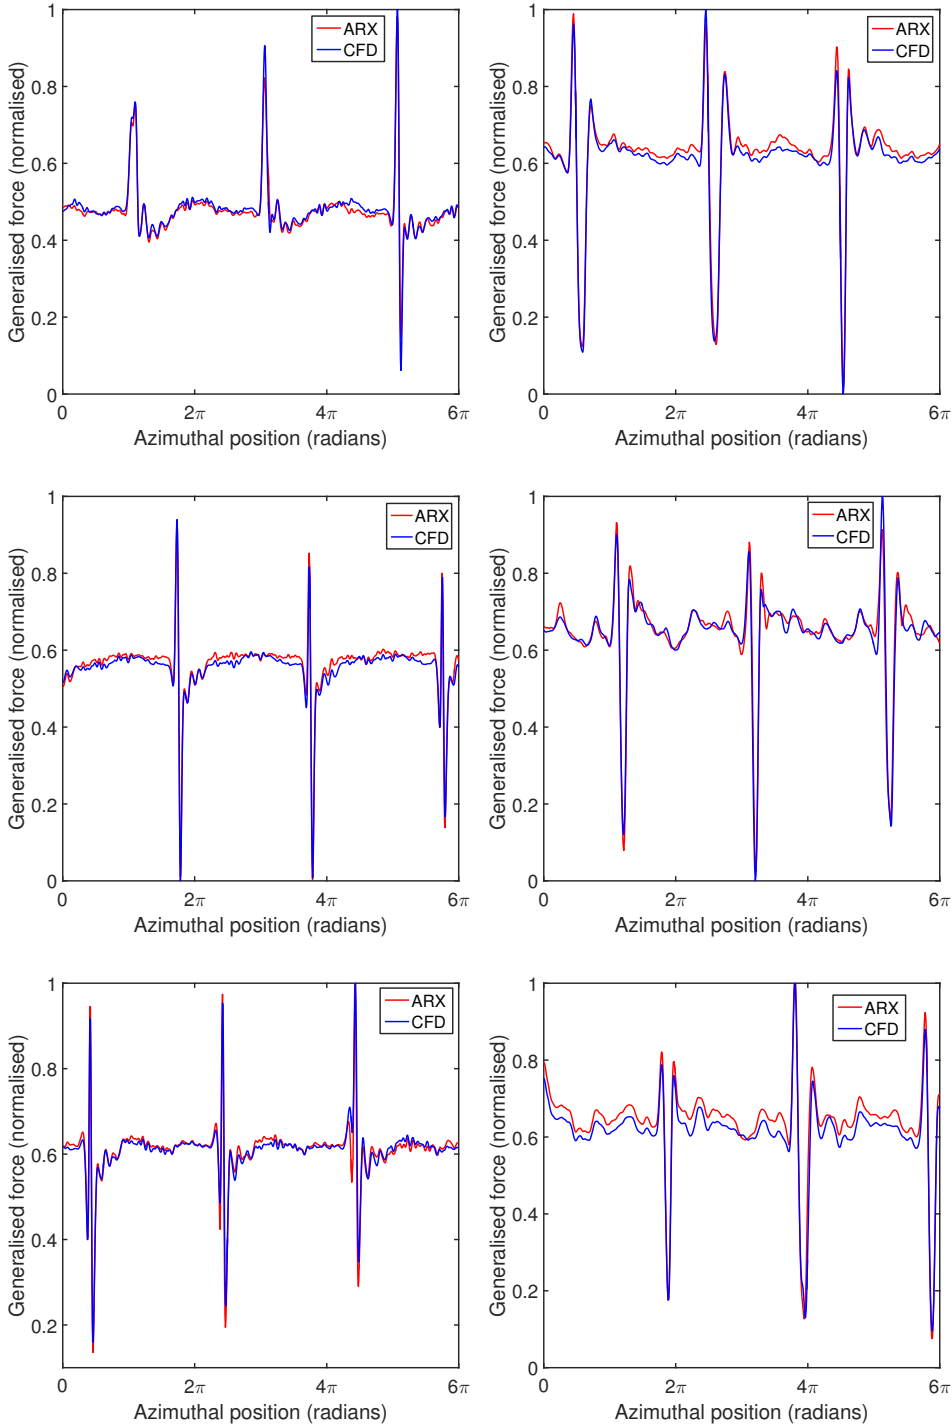 1
0.8
0.6
0.4
0.2
0
0 2π 4π 6π
Azimuthal position (radians)
Generalised force (normalised)
ARX
CFD
1
0.8
0.6
0.4
0.2
0
0 2π 4π 6π
Azimuthal position (radians)
Generalised force (normalised)
ARX
CFD
1
0.8
0.6
0.4
0.2
0
0 2π 4π 6π
Azimuthal position (radians)
Generalised force (normalised)
ARX
CFD
1
0.8
0.6
0.4
0.2
0
0 2π 4π 6π
Azimuthal position (radians)
Generalised force (normalised)
ARX
CFD
1
0.8
0.6
0.4
0.2
0 2π 4π 6π
Azimuthal position (radians)
Generalised force (normalised)
ARX
CFD
1
0.8
0.6
0.4
0.2
0
0 2π 4π 6π
Azimuthal position (radians)
Generalised force (normalised)
ARX
CFD